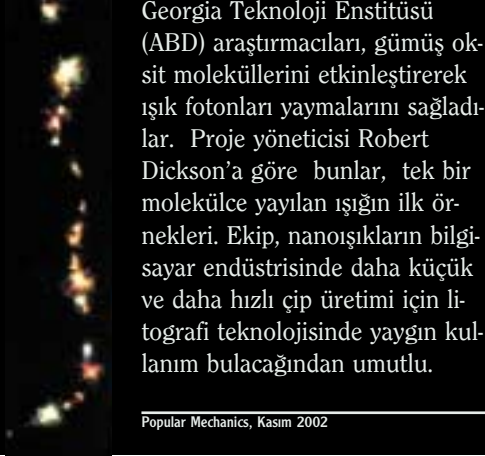 Georgia Teknoloji Enstitüsü
(ABD) araştırmacıları, gümüş ok-
sit moleküllerini etkinleştirerek
ışık fotonları yaymalarını sağladı-
lar. Proje yöneticisi Robert
Dickson'a göre bunlar, tek bir
molekülce yayılan ışığın ilk ör-
nekleri. Ekip, nanoışıkların bilgi-
sayar endüstrisinde daha küçük
ve daha hızlı çip üretimi için li-
tografi teknolojisinde yaygın kul-
lanım bulacağından umutlu.
Popular Mechanics, Kasım 2002